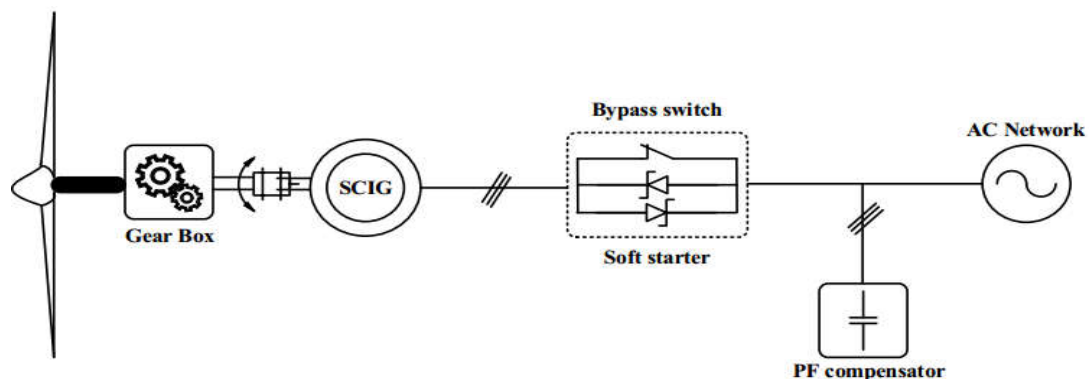 Bypass switch
AC Network
SCIG
Gear Box
Soft starter
PF compensator